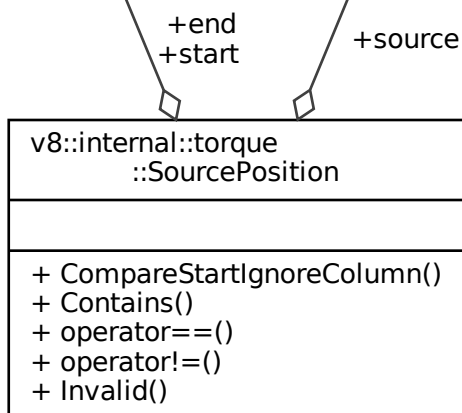 +end
+start
+source
v8::internal::torque
::SourcePosition
+ CompareStartIgnoreColumn()
+ Contains()
+ operator==()
+ operator!=()
+ Invalid()